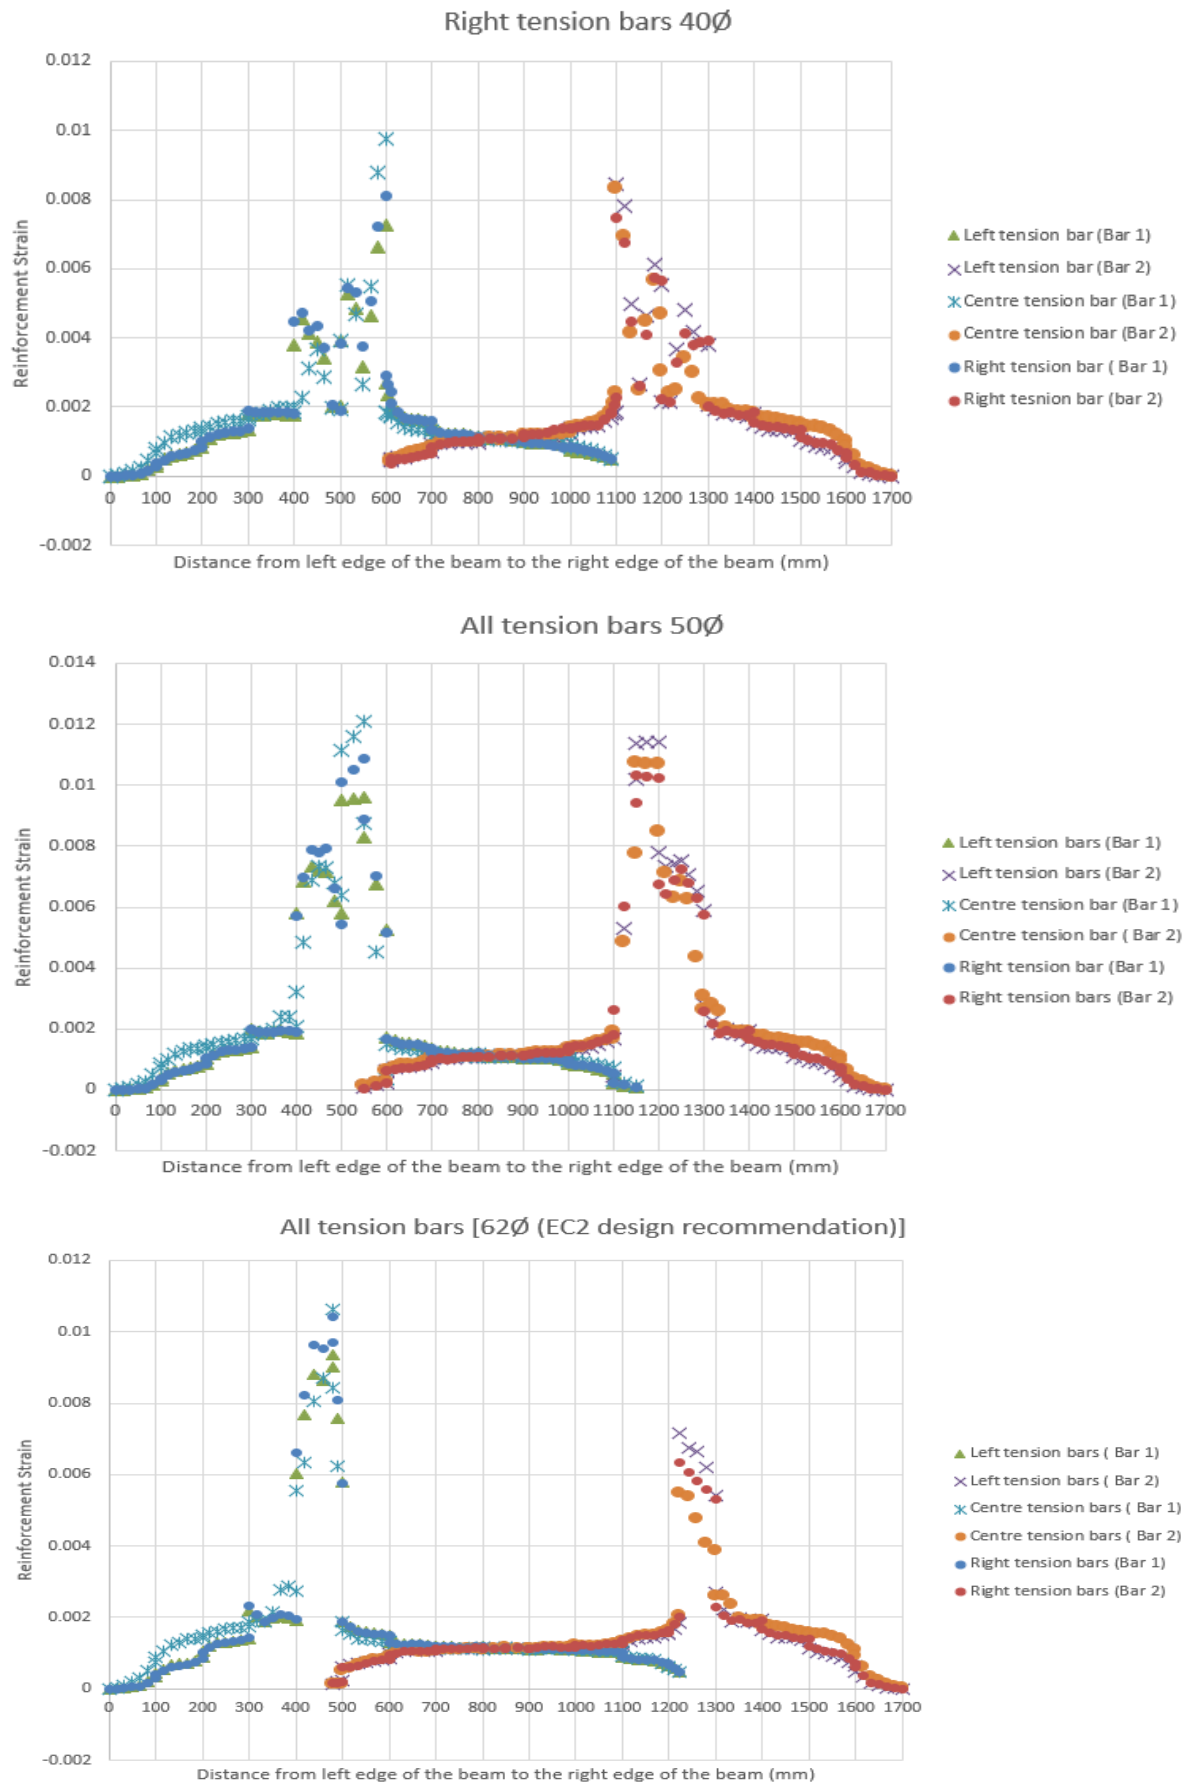 Right tension bars 40Ø
0.012
0.01
0.008
0.006
0.004
0.002
0
-0.002
Reinforcement Strain
0 100 200 300 400 500 600 700 800 900 1000 1100 1200 1300 1400 1500 1600 1700
Distance from left edge of the beam to the right edge of the beam (mm)
Left tension bar (Bar 1)
Left tension bar (Bar 2)
Centre tension bar (Bar 1)
Centre tension bar (Bar 2)
Right tension bar ( Bar 1)
Right tesnion bar (bar 2)
All tension bars 50Ø
0.014
0.012
0.01
0.008
0.006
0.004
0.002
0
-0.002
Reinforcement Strain
0 100 200 300 400 500 600 700 800 900 1000 1100 1200 1300 1400 1500 1600 1700
Distance from left edge of the beam to the right edge of the beam (mm)
Left tension bars (Bar 1)
Left tension bars (Bar 2)
Centre tension bar (Bar 1)
Centre tension bar ( Bar 2)
Right tension bar (Bar 1)
Right tension bars (Bar 2)
All tension bars [62Ø (EC2 design recommendation)]
0.012
0.01
0.008
0.006
0.004
0.002
0
-0.002
Reinforcement Strain
0 100 200 300 400 500 600 700 800 900 1000 1100 1200 1300 1400 1500 1600 1700
Distance from left edge of the beam to the right edge of the beam (mm)
Left tension bars ( Bar 1)
Left tension bars ( Bar 2)
Centre tension bars ( Bar 1)
Centre tension bars ( Bar 2)
Right tension bars (Bar 1)
Right tension bars (Bar 2)